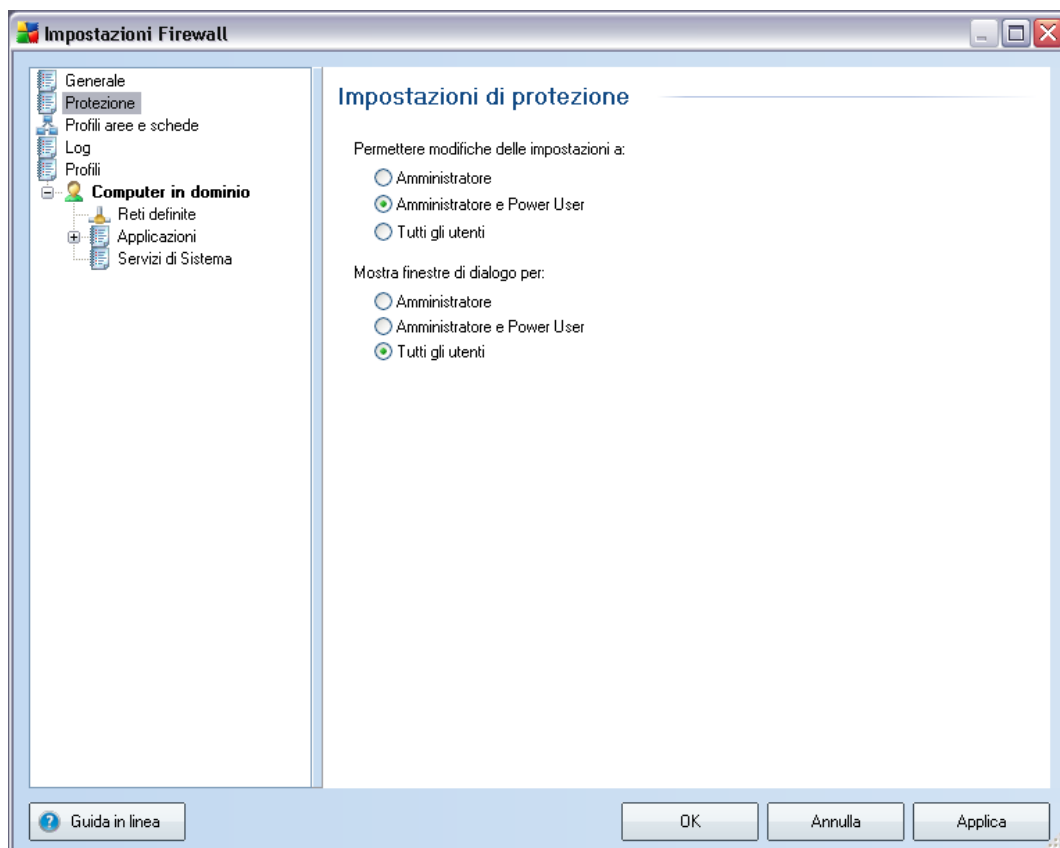 Impostazioni Firewall
Generale
Protezione
Profili aree e schede
Log
Profili
Computer in dominio
Reti definite
Applicazioni
Servizi di Sistema
Impostazioni di protezione
Permettere modifiche delle impostazioni a:
Amministratore
Amministratore e Power User
Tutti gli utenti
Mostra finestre di dialogo per:
Amministratore
Amministratore e Power User
Tutti gli utenti
Guida in linea
OK
Annulla
Applica